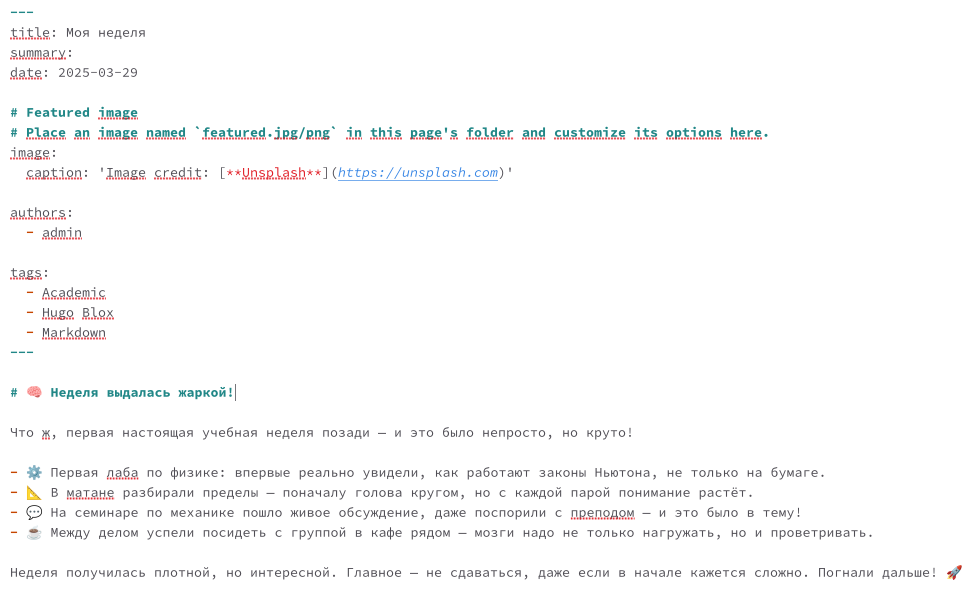 ---
title: Моя неделя
summary:
date: 2025-03-29

# Featured image
# Place an image named `featured.jpg/png` in this page's folder and customize its options here.
image:
  caption: 'Image credit: [**Unsplash**](https://unsplash.com)'

authors:
  - admin

tags:
  - Academic
  - Hugo Blox
  - Markdown
---

# 🧠 Неделя выдалась жаркой!

Что ж, первая настоящая учебная неделя позади — и это было непросто, но круто!

- ⚙️ Первая лаба по физике: впервые реально увидели, как работают законы Ньютона, не только на бумаге.
- 📐 В матане разбирали пределы — поначалу голова кругом, но с каждой парой понимание растёт.
- 💬 На семинаре по механике пошло живое обсуждение, даже поспорили с преподом — и это было в тему!
- ☕ Между делом успели посидеть с группой в кафе рядом — мозги надо не только нагружать, но и проветривать.

Неделя получилась плотной, но интересной. Главное — не сдаваться, даже если в начале кажется сложно. Погнали дальше! 🚀